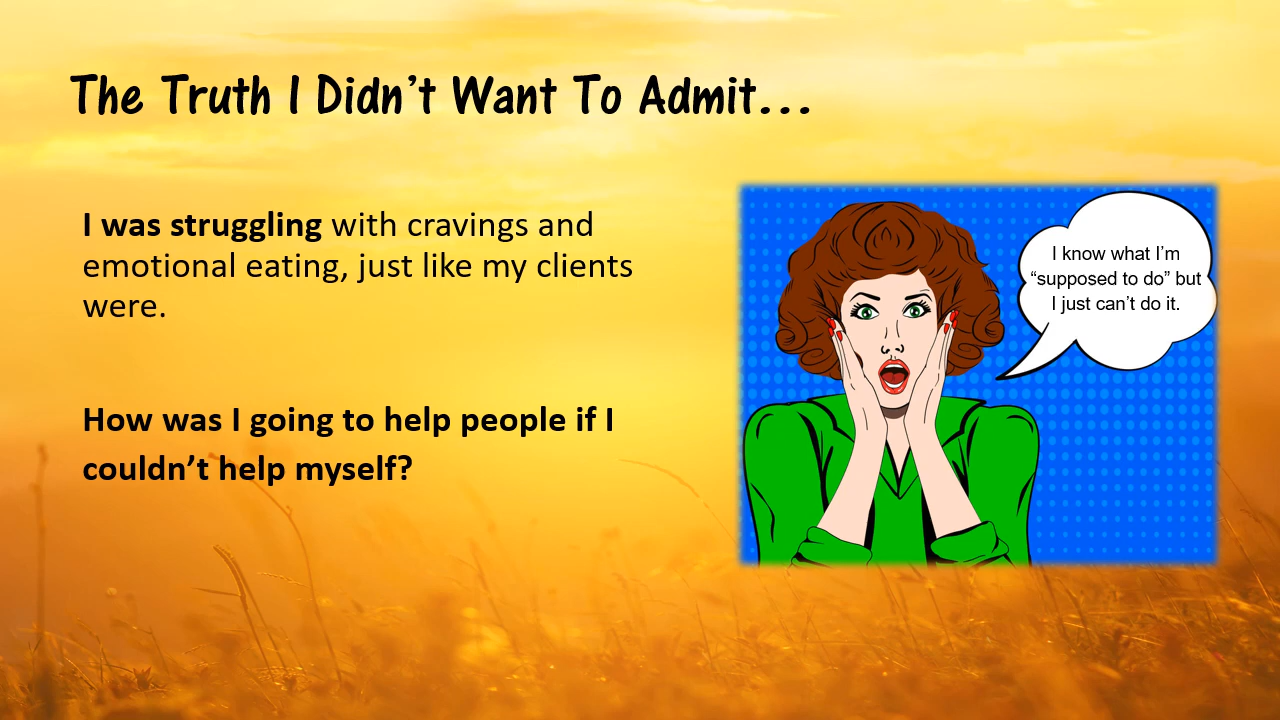 The Truth I Didn’t Want To Admit...
I was struggling with cravings and
emotional eating, just like my clients
were.
How was I going to help people if I
couldn’t help myself?
I know what I’m
“supposed to do” but
I just can’t do it.